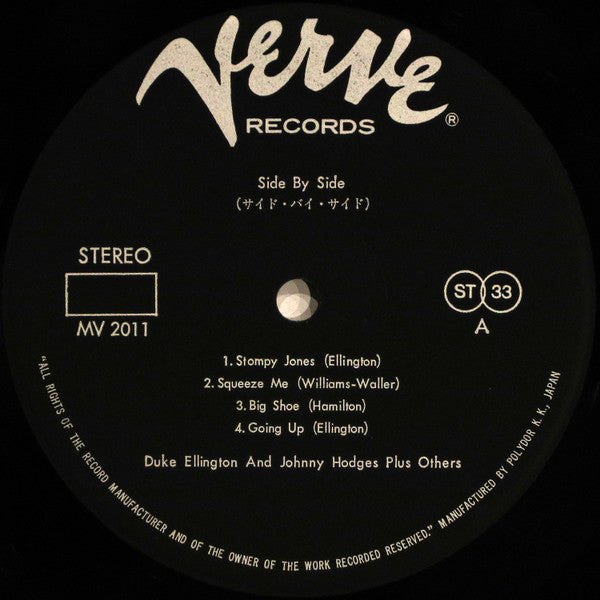 Verve
RECORDS ®
Side By Side
(サイド・バイ・サイド)
STEREO
MV 2011
ST 33
A
1. Stompy Jones (Ellington)
2. Squeeze Me (Williams-Waller)
3. Big Shoe (Hamilton)
4. Going Up (Ellington)
Duke Ellington And Johnny Hodges Plus Others
"ALL RIGHTS OF THE RECORD MANUFACTURER AND OF THE OWNER OF THE WORK RECORDED RESERVED." MANUFACTURED BY POLYDOR K. K., JAPAN